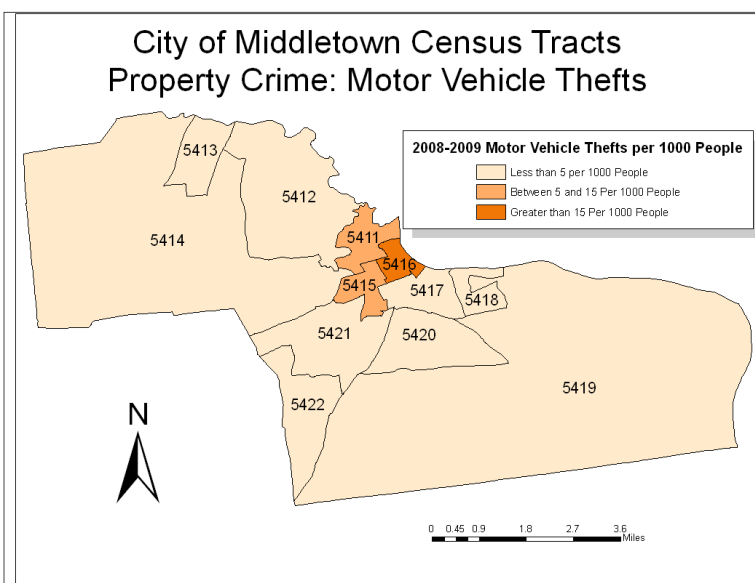 City of Middletown Census Tracts
Property Crime: Motor Vehicle Thefts
2008-2009 Motor Vehicle Thefts per 1000 People
Less than 5 per 1000 People
Between 5 and 15 Per 1000 People
Greater than 15 Per 1000 People
5413
5412
5414
5411
5416
5415
5417
5418
5421
5420
5419
5422
N
0 0.45 0.9 1.8 2.7 3.6
Miles